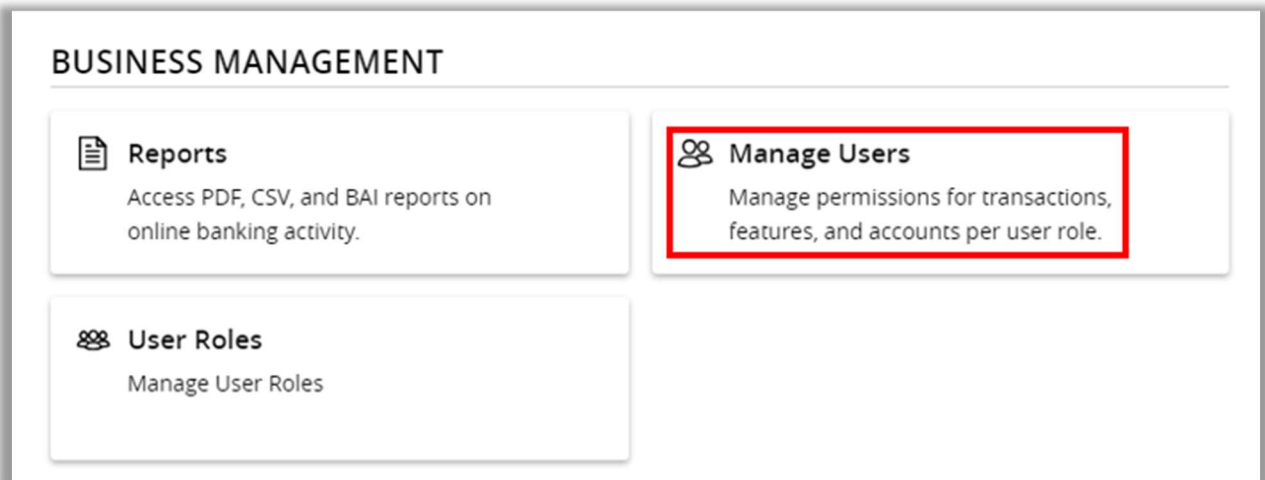 BUSINESS MANAGEMENT
Reports
Access PDF, CSV, and BAI reports on
online banking activity.
Manage Users
Manage permissions for transactions,
features, and accounts per user role.
User Roles
Manage User Roles